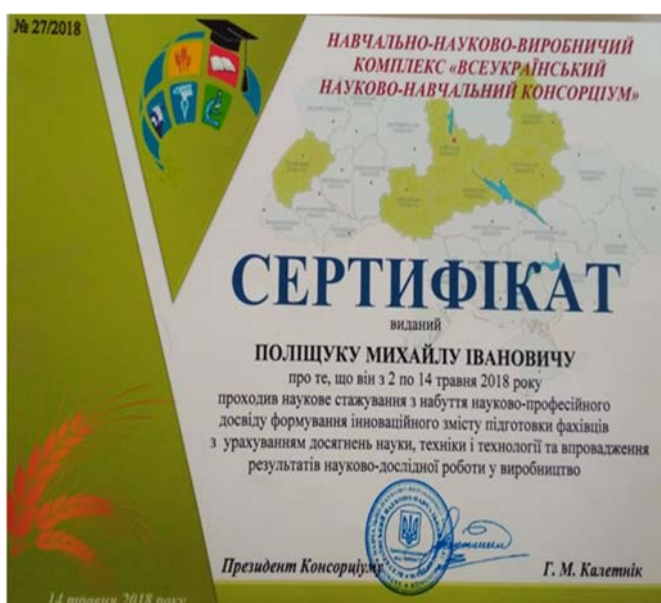 № 27/2018
НАВЧАЛЬНО-НАУКОВО-ВИРОБНИЧИЙ
КОМПЛЕКС «ВСЕУКРАЇНСЬКИЙ
НАУКОВО-НАВЧАЛЬНИЙ КОНСОРЦІУМ»
СЕРТИФІКАТ
виданий
ПОЛІЩУКУ МИХАЙЛУ ІВАНОВИЧУ
про те, що він з 2 по 14 травня 2018 року
проходив наукове стажування з набуття науково-професійного
досвіду формування інноваційного змісту підготовки фахівців
з урахуванням досягнень науки, техніки і технології та впровадження
результатів науково-дослідної роботи у виробництво
Президент Консорціуму
Г. М. Калетнік
14 травня 2018 року